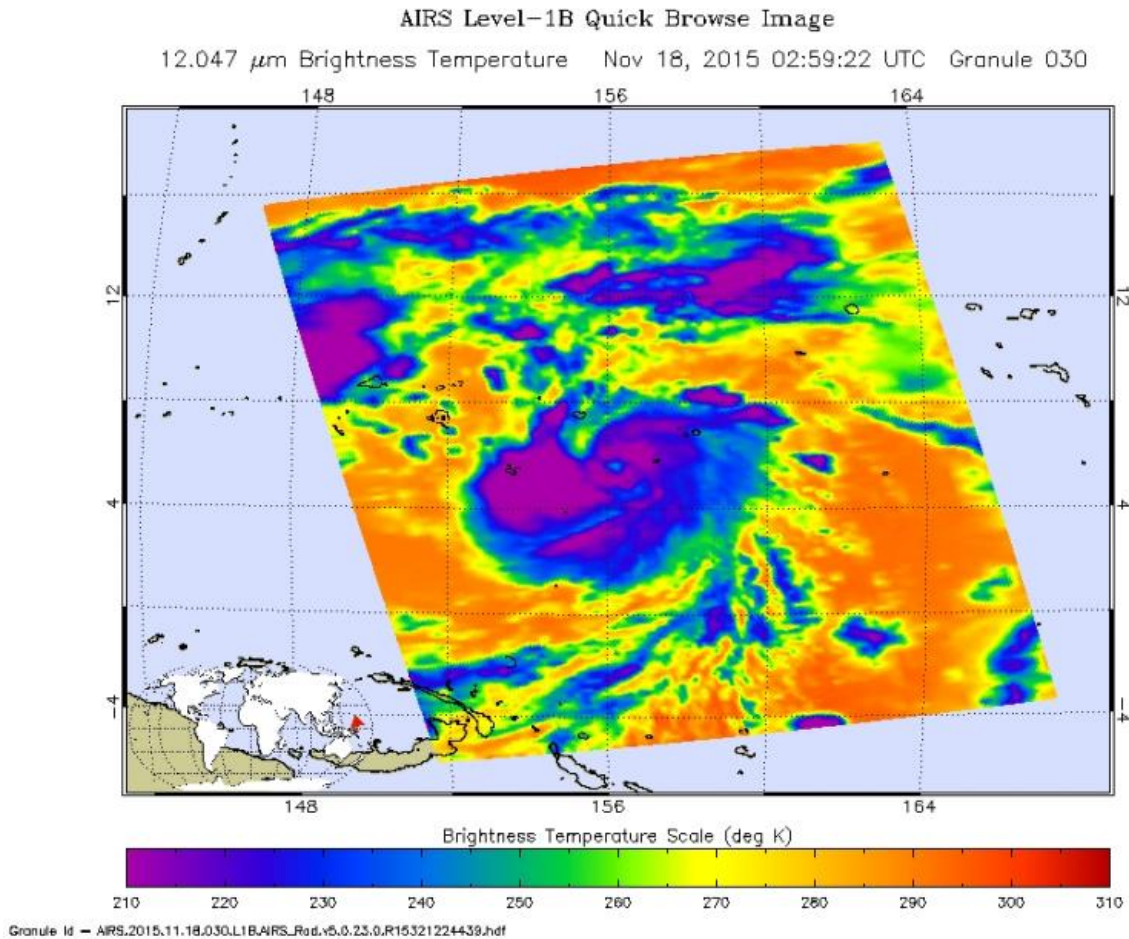 AIRS Level-1B Quick Browse Image
12.047 μm Brightness Temperature Nov 18, 2015 02:59:22 UTC Granule 030
148 156 164
12 12
4 4
-4 -4
148 156 164
Brightness Temperature Scale (deg K)
210 220 230 240 250 260 270 280 290 300 310
Granule Id - AIRS.2015.11.18.030.L1B.AIRS_Rad.v5.0.23.0.R15321224439.hdf